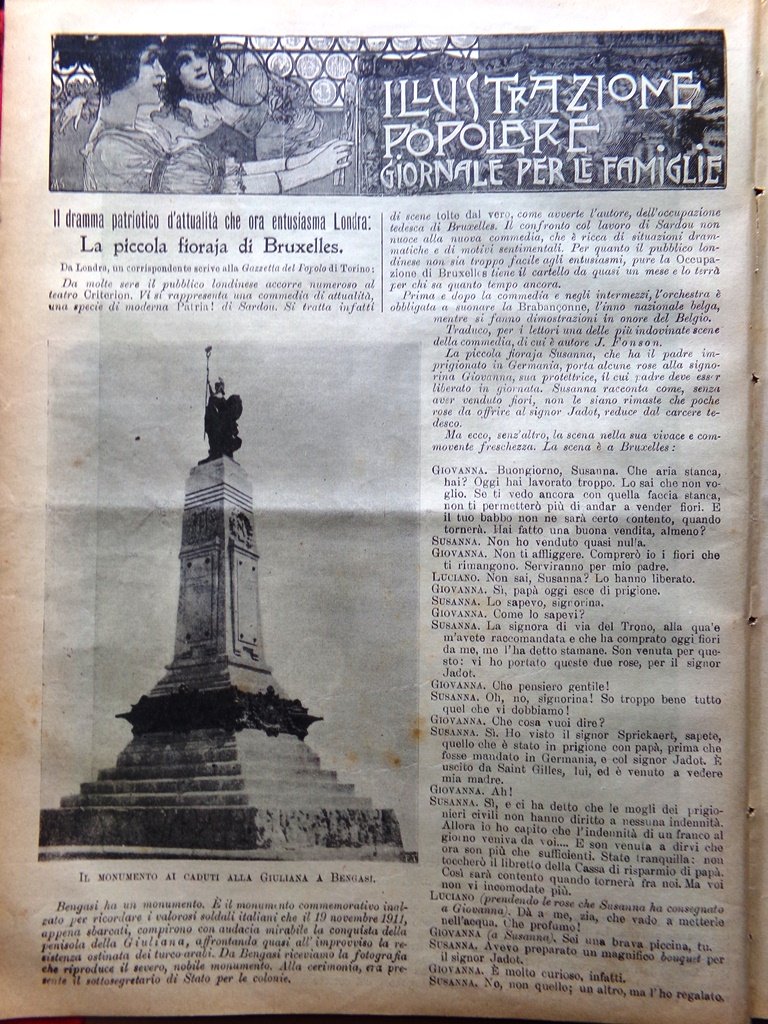 ILLUSTRAZIONE
POPOLARE
GIORNALE PER LE FAMIGLIE
Il dramma patriotico d'attualità che ora entusiasma Londra:
La piccola fioraja di Bruxelles.
Da Londra, un corrispondente scrive alla Gazzetta del Popolo di Torino:
Da molte sere il pubblico londinese accorre numeroso al
teatro Criterion. Vi si rappresenta una commedia di attualità,
una specie di moderna Patria! di Sardou. Si tratta infatti
di scene tolte dal vero, come avverte l'autore, dell'occupazione
tedesca di Bruxelles. Il confronto col lavoro di Sardou non
nuoce alla nuova commedia, che è ricca di situazioni dram-
matiche e di motivi sentimentali. Per quanto il pubblico lon-
dinese non sia troppo facile agli entusiasmi, pure la Occupa-
zione di Bruxelles tiene il cartello da quasi un mese e lo terrà
per chi sa quanto tempo ancora.
Prima e dopo la commedia e negli intermezzi, l'orchestra è
obbligata a suonare la Brabançonne, l'inno nazionale belga,
mentre si fanno dimostrazioni in onore del Belgio.
Traduco, per i lettori una delle più indovinate scene
della commedia, di cui è autore J. Fonson.
La piccola fioraja Susanna, che ha il padre im-
prigionato in Germania, porta alcune rose alla signo-
rina Giovanna, sua protettrice, il cui padre deve esser
liberato in giornata. Susanna racconta come, senza
aver venduto fiori, non le siano rimaste che poche
rose da offrire al signor Jadot, reduce dal carcere te-
desco.
Ma ecco, senz'altro, la scena nella sua vivace e com-
movente freschezza. La scena è a Bruxelles:
GIOVANNA. Buongiorno, Susanna. Che aria stanca,
hai? Oggi hai lavorato troppo. Lo sai che non vo-
glio. Se ti vedo ancora con quella faccia stanca,
non ti permetterò più di andar a vender fiori. E
il tuo babbo non ne sarà certo contento, quando
tornerà. Hai fatto una buona vendita, almeno?
SUSANNA. Non ho venduto quasi nulla.
GIOVANNA. Non ti affliggere. Comprerò io i fiori che
ti rimangono. Serviranno per mio padre.
LUCIANO. Non sai, Susanna? Lo hanno liberato.
GIOVANNA. Sì, papà oggi esce di prigione.
SUSANNA. Lo sapevo, signorina.
GIOVANNA. Come lo sapevi?
SUSANNA. La signora di via del Trono, alla qua'e
m'avete raccomandata e che ha comprato oggi fiori
da me, me l'ha detto stamane. Son venuta per que-
sto: vi ho portato queste due rose, per il signor
Jadot.
GIOVANNA. Che pensiero gentile!
SUSANNA. Oh, no, signorina! So troppo bene tutto
quel che vi dobbiamo!
GIOVANNA. Che cosa vuoi dire?
SUSANNA. Sì. Ho visto il signor Sprickaert, sapete,
quello che è stato in prigione con papà, prima che
fosse mandato in Germania, e col signor Jadot. È
uscito da Saint Gilles, lui, ed è venuto a vedere
mia madre.
GIOVANNA. Ah!
SUSANNA. Sì, e ci ha detto che le mogli dei prigio-
nieri civili non hanno diritto a nessuna indennità.
Allora io ho capito che l'indennità di un franco al
giorno veniva da voi.... E son venuta a dirvi che
ora son più che sufficienti. State tranquilla: non
toccherò il libretto della Cassa di risparmio di papà.
Così sarà contento quando tornerà fra noi. Ma voi
non vi incomodate più.
LUCIANO (prendendo le rose che Susanna ha consegnato
a Giovanna). Dà a me, zia, che vado a metterle
nell'acqua. Che profumo!
GIOVANNA (a Susanna). Sei una brava piccina, tu.
SUSANNA. Avevo preparato un magnifico bouquet per
il signor Jadot.
GIOVANNA. È molto curioso, infatti.
SUSANNA. No, non quello; un altro, ma l'ho regalato.
IL MONUMENTO AI CADUTI ALLA GIULIANA A BENGASI.
Bengasi ha un monumento. È il monumento commemorativo inal-
zato per ricordare i valorosi soldati italiani che il 19 novembre 1911,
appena sbarcati, compirono con audacia mirabile la conquista della
penisola della Giuliana, affrontando quasi all'improvviso la re-
sistenza ostinata dei turco-arabi. Da Bengasi riceviamo la fotografia
che riproduce il severo, nobile monumento. Alla cerimonia, era pre-
sente il sottosegretario di Stato per le colonie.